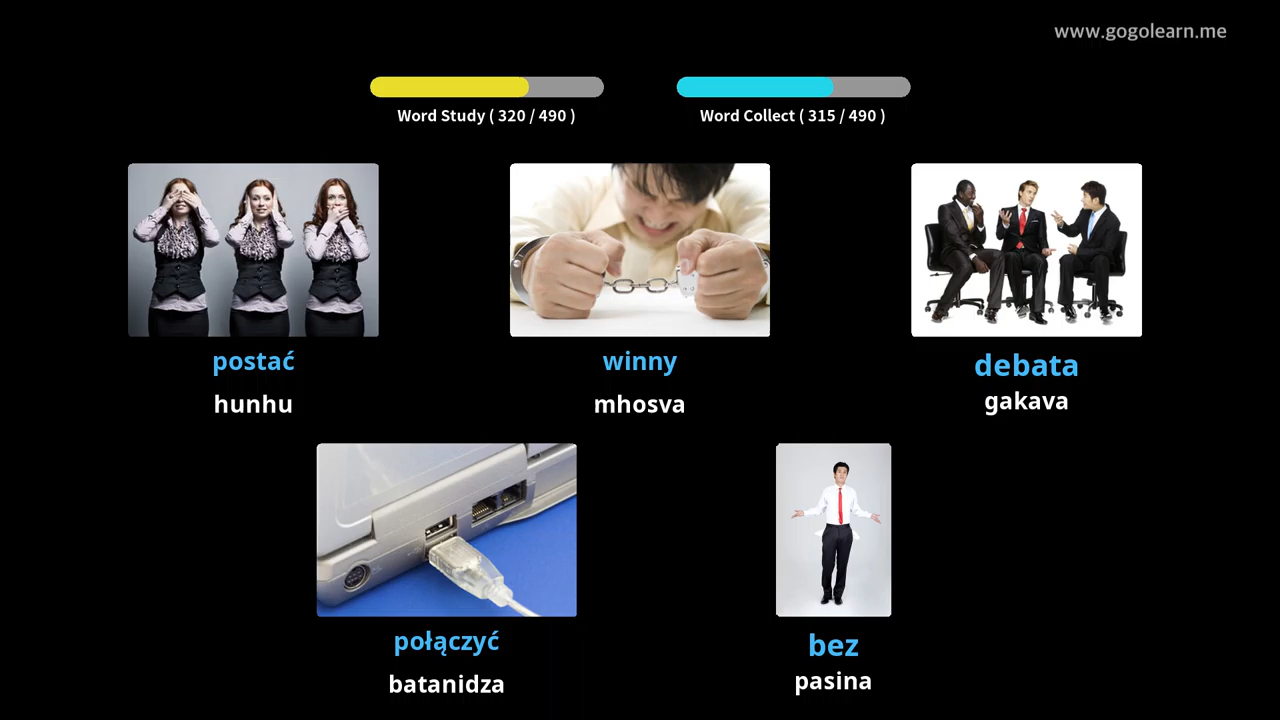 www.gogolearn.me
Word Study ( 320 / 490 )
Word Collect ( 315 / 490 )
postać
hunhu
winny
mhosva
debata
gakava
połączyć
batanidza
bez
pasina